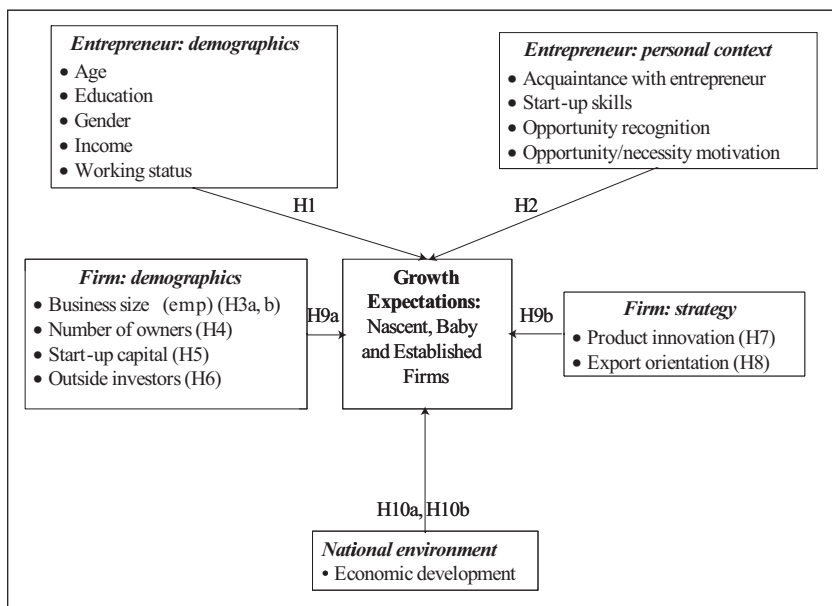 Entrepreneur: demographics
• Age
• Education
• Gender
• Income
• Working status
Entrepreneur: personal context
• Acquaintance with entrepreneur
• Start-up skills
• Opportunity recognition
• Opportunity/necessity motivation
H1
H2
Firm: demographics
• Business size (emp) (H3a, b)
• Number of owners (H4)
• Start-up capital (H5)
• Outside investors (H6)
H9a
Growth
Expectations:
Nascent, Baby
and Established
Firms
H9b
Firm: strategy
• Product innovation (H7)
• Export orientation (H8)
H10a, H10b
National environment
• Economic development